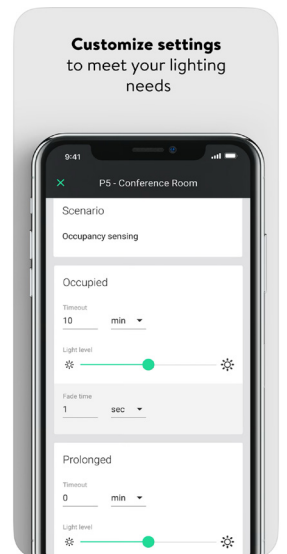 Customize settings
to meet your lighting
needs
9:41
P5 - Conference Room
Scenario
Occupancy sensing
Occupied
Timeout
10 min
Light level
Fade time
1 sec
Prolonged
Timeout
0 min
Light level